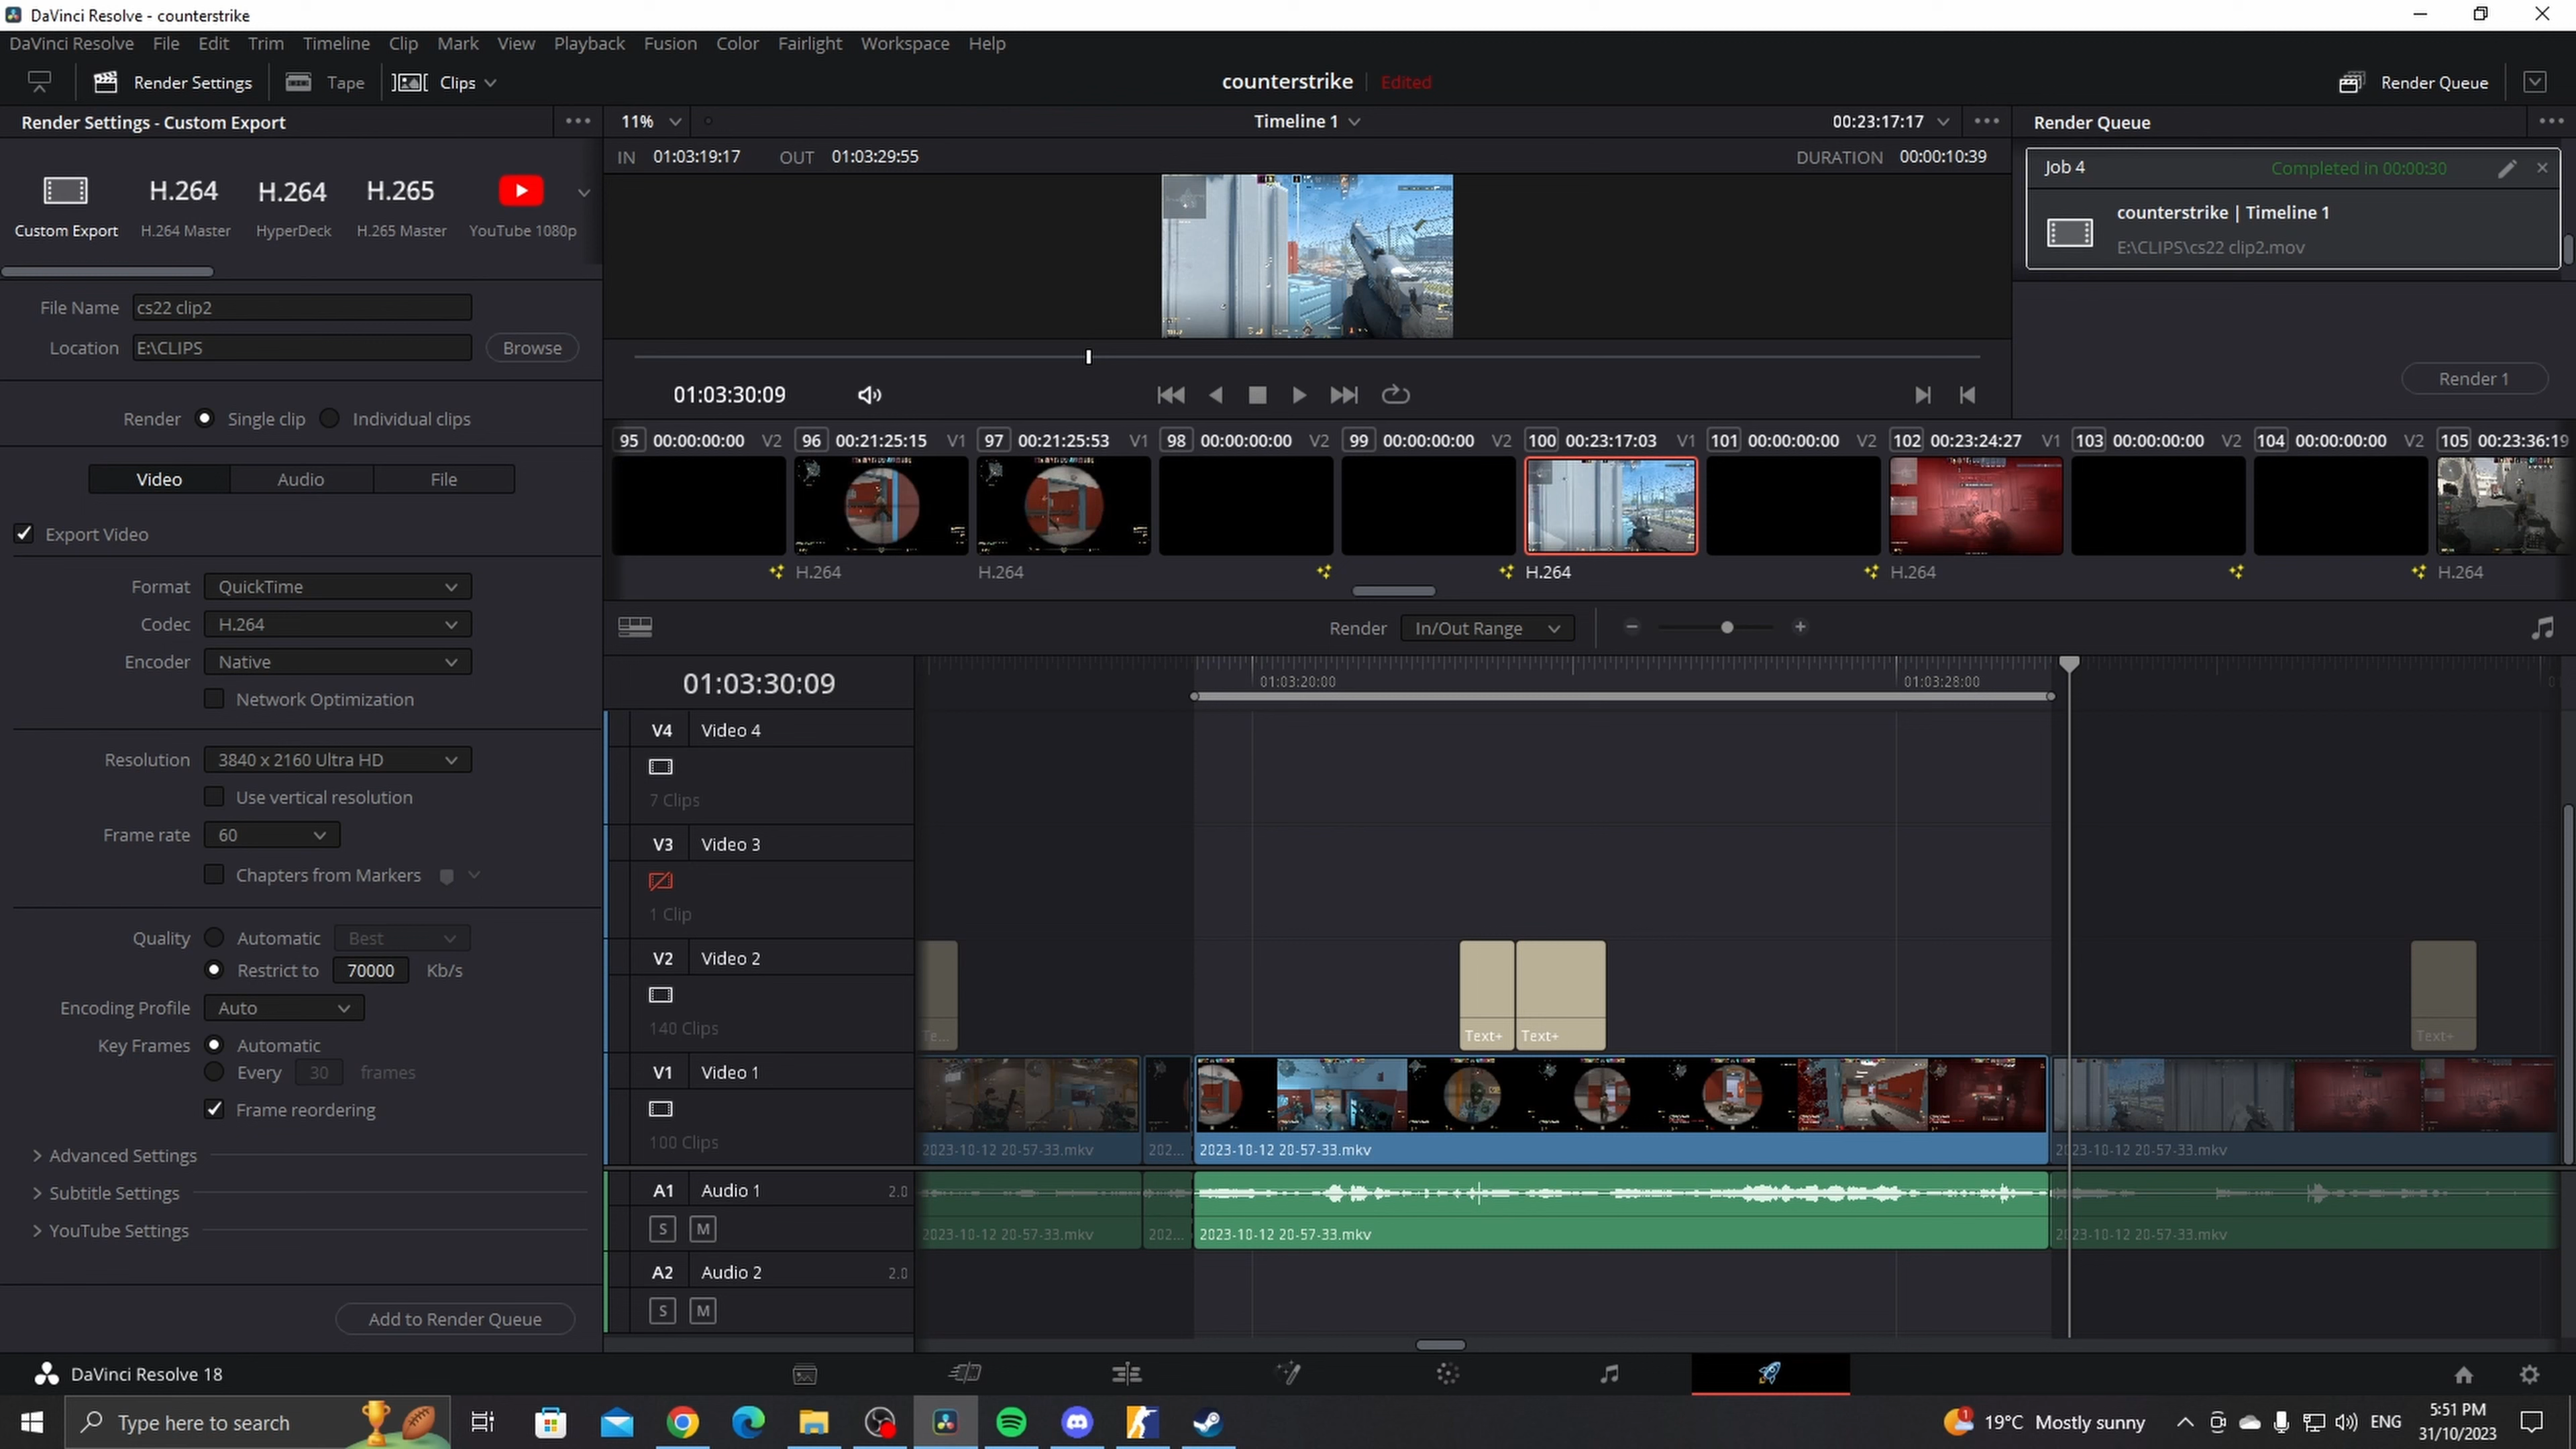 DaVinci Resolve - counterstrike
DaVinci Resolve File Edit Trim Timeline Clip Mark View Playback Fusion Color Fairlight Workspace Help
Render Settings Tape Clips counterstrike Edited Render Queue
Render Settings - Custom Export 11% Timeline 1 00:23:17:17 Render Queue
IN 01:03:19:17 OUT 01:03:29:55 DURATION 00:00:10:39
Job 4 Completed in 00:00:30
counterstrike | Timeline 1
E:\CLIPS\cs22 clip2.mov
Render 1
H.264 H.264 H.265
Custom Export H.264 Master HyperDeck H.265 Master YouTube 1080p
File Name cs22 clip2
Location E:\CLIPS Browse
Render Single clip Individual clips
Video Audio File
Export Video
Format QuickTime
Codec H.264
Encoder Native
Network Optimization
Resolution 3840 x 2160 Ultra HD
Use vertical resolution
Frame rate 60
Chapters from Markers
Quality Automatic Best
Restrict to 70000 Kb/s
Encoding Profile Auto
Key Frames Automatic
Every 30 frames
Frame reordering
Advanced Settings
Subtitle Settings
YouTube Settings
Add to Render Queue
01:03:30:09
95 00:00:00:00 V2 96 00:21:25:15 V1 97 00:21:25:53 V1 98 00:00:00:00 V2 99 00:00:00:00 V2 100 00:23:17:03 V1 101 00:00:00:00 V2 102 00:23:24:27 V1 103 00:00:00:00 V2 104 00:00:00:00 V2 105 00:23:36:19
H.264 H.264 H.264 H.264 H.264
Render In/Out Range
01:03:30:09 01:03:20:00 01:03:28:00
V4 Video 4
7 Clips
V3 Video 3
1 Clip
V2 Video 2
140 Clips
Te... Text+ Text+ Text+
V1 Video 1
100 Clips
2023-10-12 20-57-33.mkv 202... 2023-10-12 20-57-33.mkv 2023-10-12 20-57-33.mkv
A1 Audio 1 2.0
S M
2023-10-12 20-57-33.mkv 202... 2023-10-12 20-57-33.mkv 2023-10-12 20-57-33.mkv
A2 Audio 2 2.0
S M
DaVinci Resolve 18
Type here to search
1 19°C Mostly sunny ENG 5:51 PM
31/10/2023